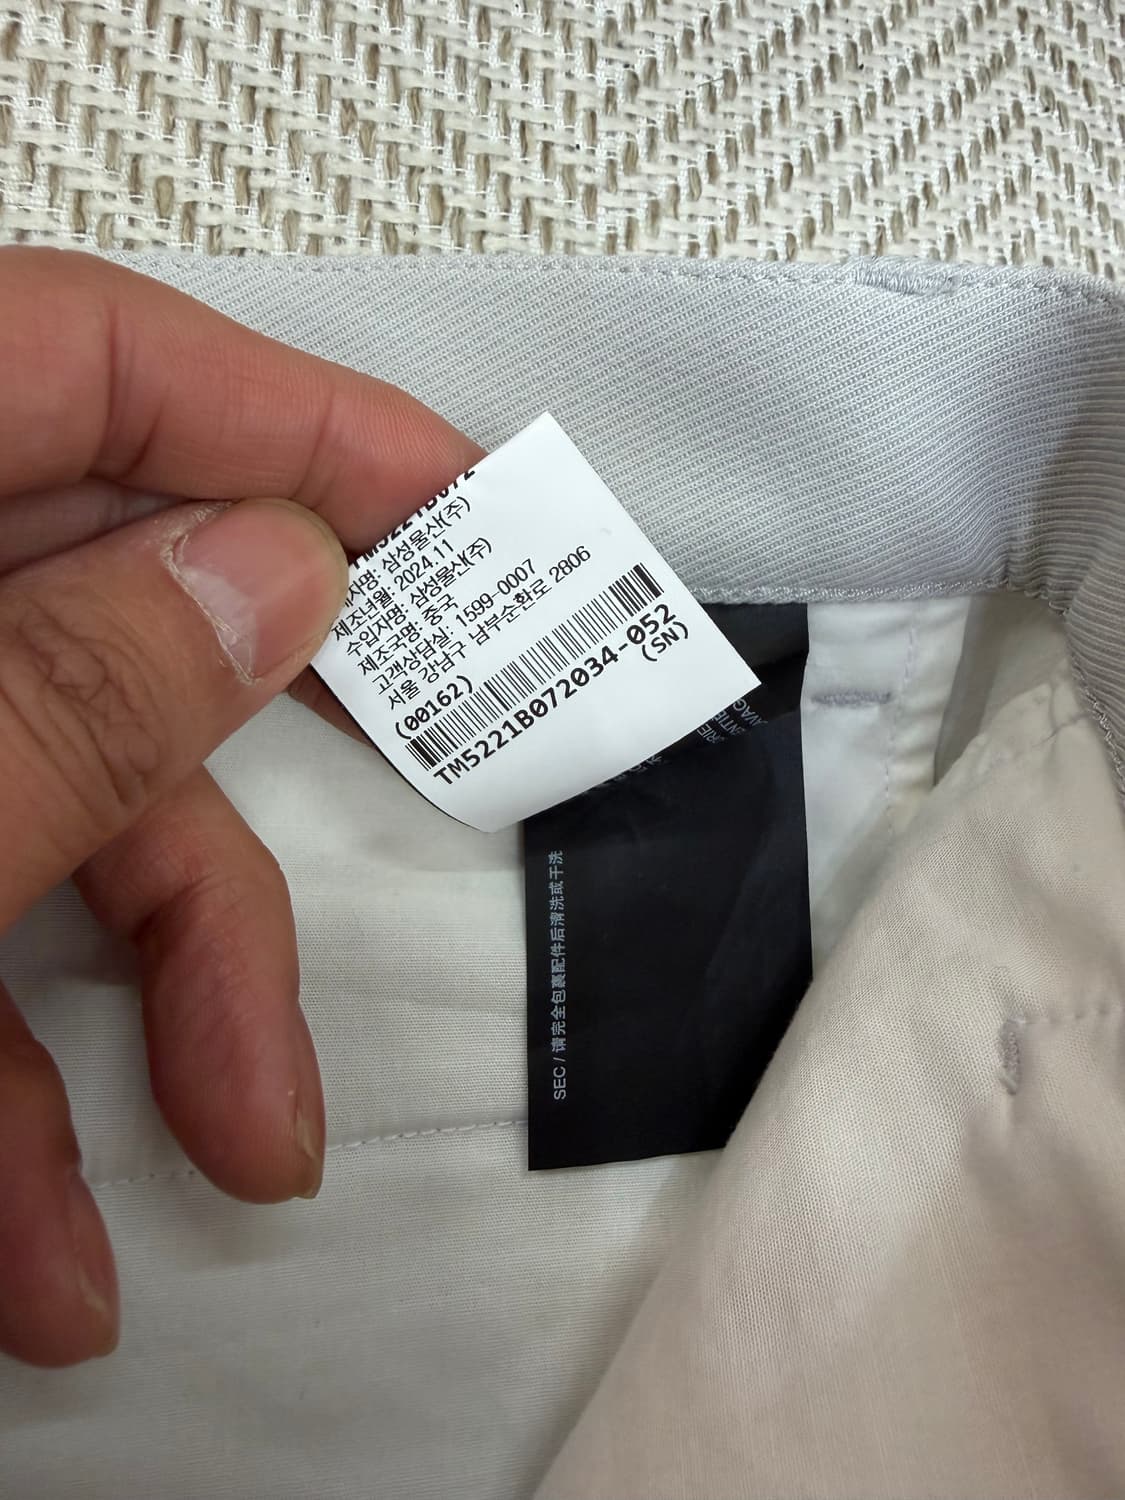 TM5221B072
제조자명: 삼성물산(주)
제조년월: 2024.11
수입자명: 삼성물산(주)
제조국명: 중국
고객상담실: 1599-0007
서울 강남구 남부순환로 2806
(00162)
TM5221B072034-052
(SN)
SEC / 请完全包裹配件后清洗或干洗